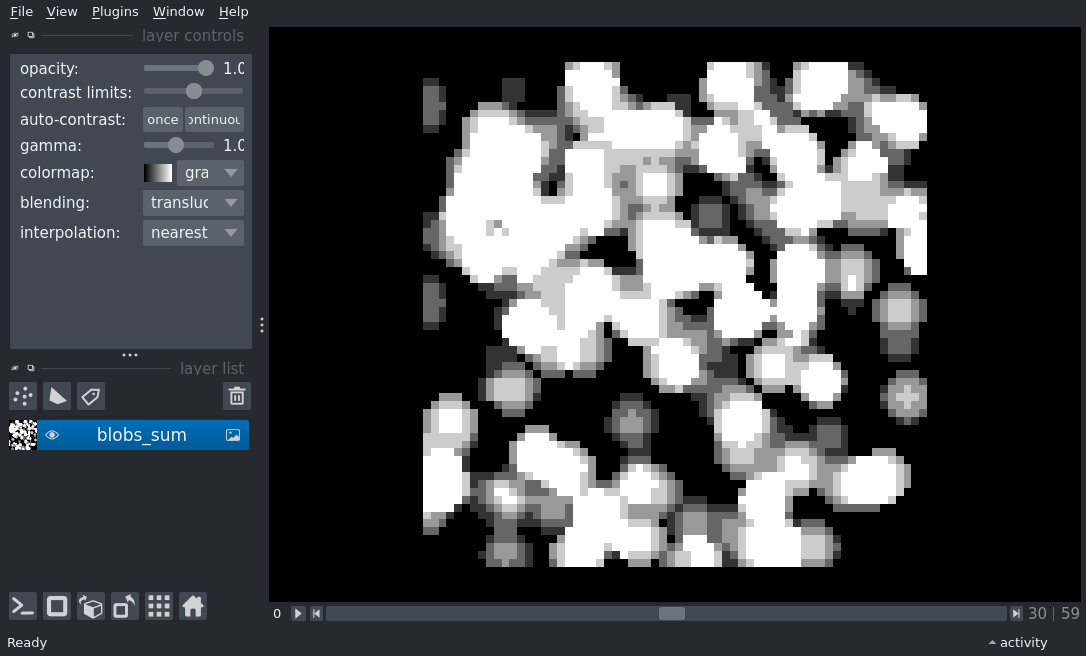 File View Plugins Window Help
layer controls
opacity: 1.0
contrast limits:
auto-contrast: once ontinuou
gamma: 1.0
colormap: gra
blending: transluc
interpolation: nearest
layer list
blobs_sum
0 30 | 59
Ready activity